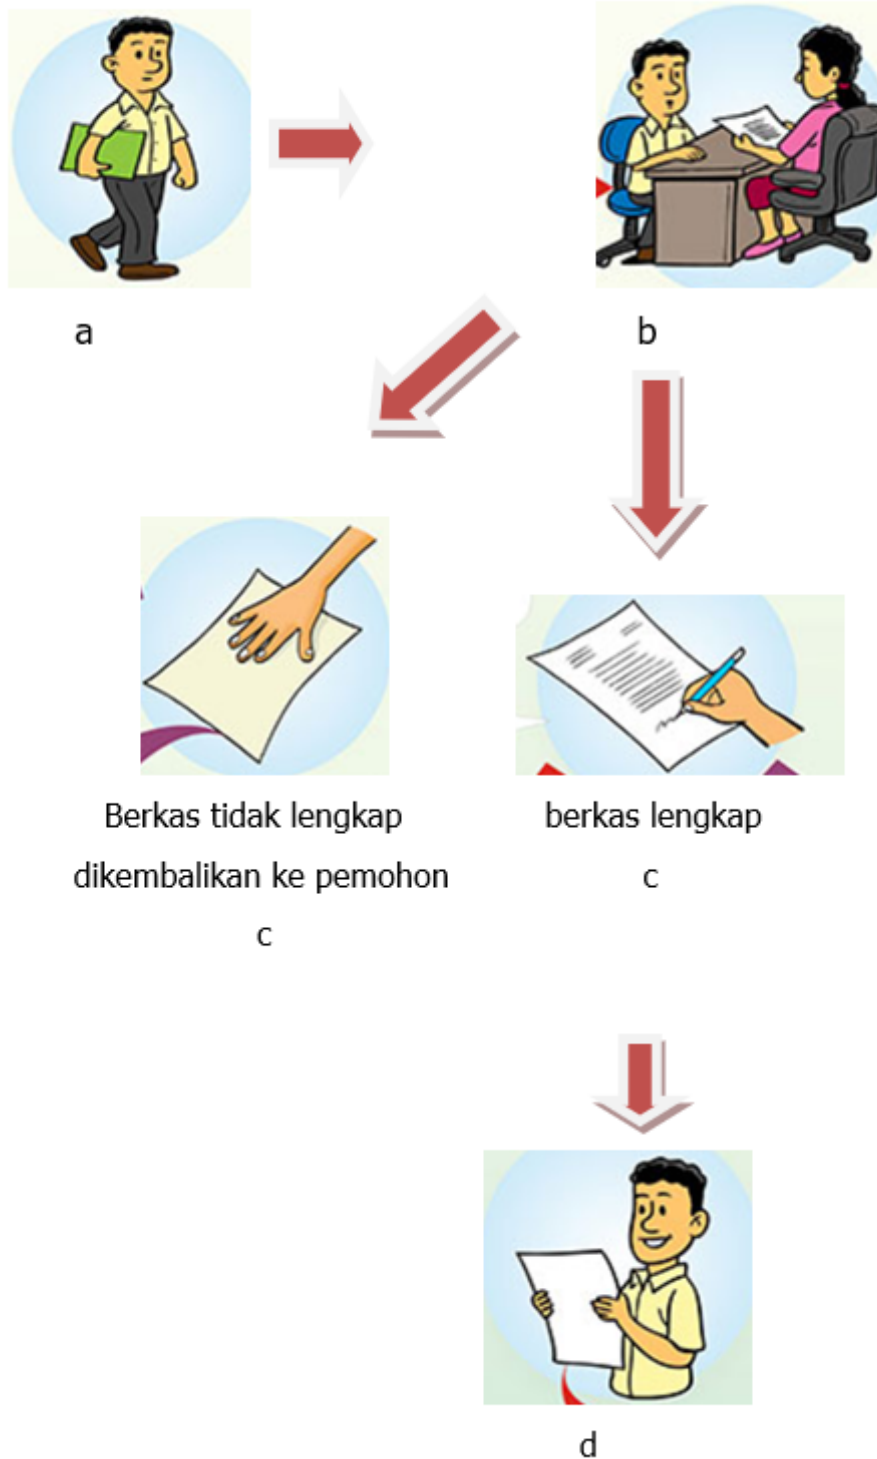 a
b
Berkas tidak lengkap
dikembalikan ke pemohon
c
berkas lengkap
c
d